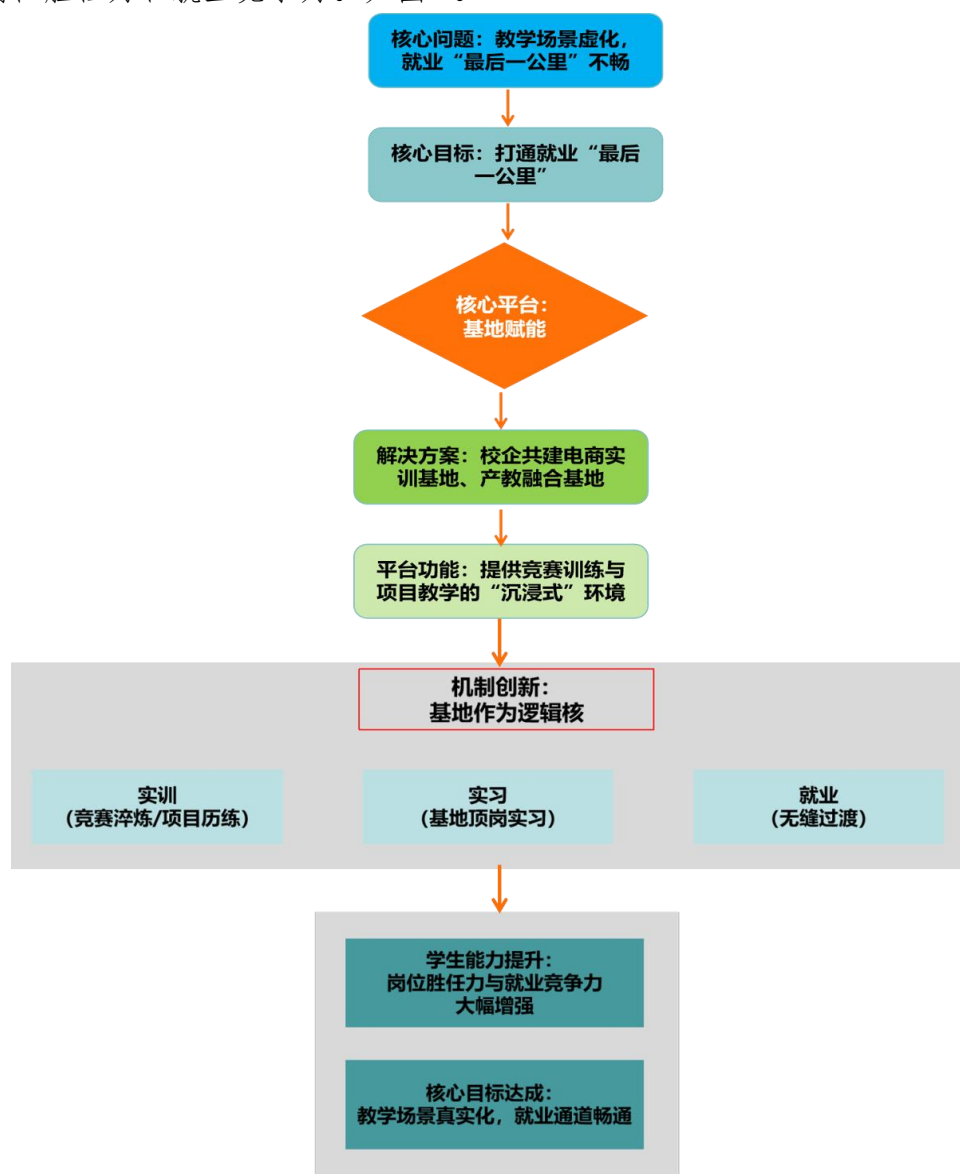 核心问题：教学场景虚化，
就业“最后一公里”不畅
核心目标：打通就业“最后
一公里”
核心平台：
基地赋能
解决方案：校企共建电商实
训基地、产教融合基地
平台功能：提供竞赛训练与
项目教学的“沉浸式”环境
机制创新：
基地作为逻辑核
实训
(竞赛淬炼/项目历练)
实习
(基地顶岗实习)
就业
(无缝过渡)
学生能力提升：
岗位胜任力与就业竞争力
大幅增强
核心目标达成：
教学场景真实化，就业通道畅通